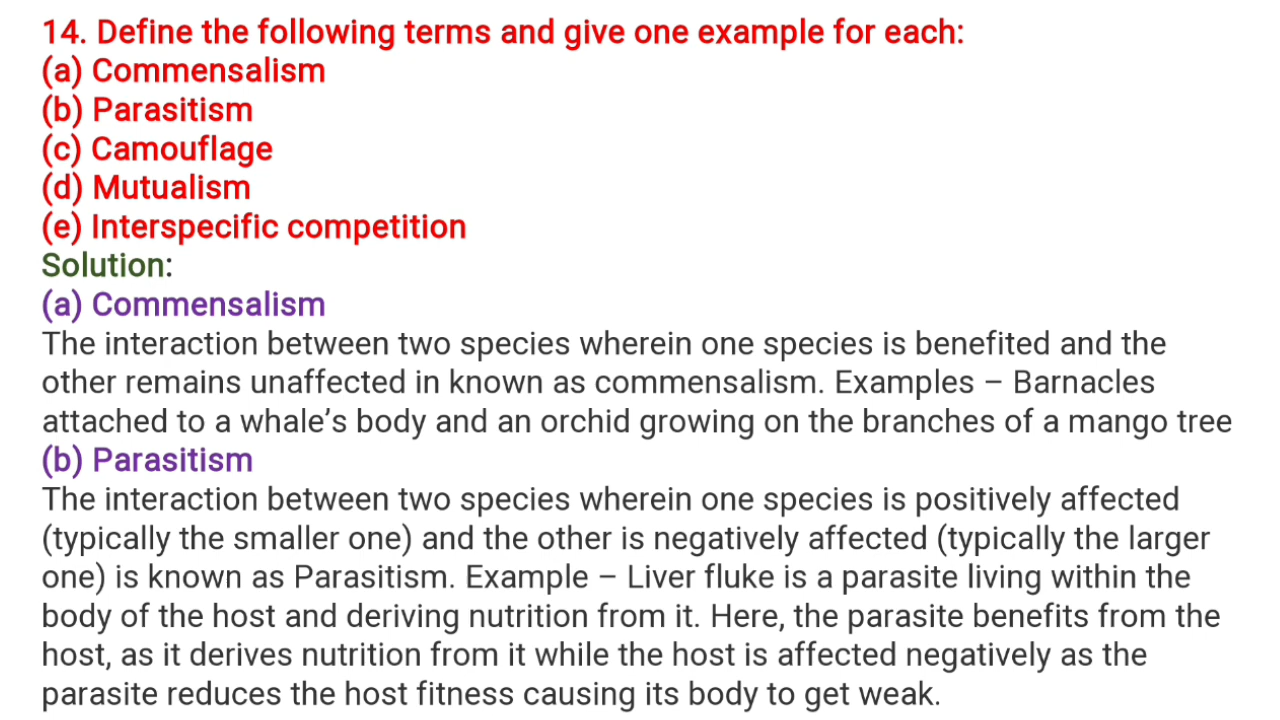 14. Define the following terms and give one example for each:
(a) Commensalism
(b) Parasitism
(c) Camouflage
(d) Mutualism
(e) Interspecific competition
Solution:
(a) Commensalism
The interaction between two species wherein one species is benefited and the
other remains unaffected in known as commensalism. Examples – Barnacles
attached to a whale’s body and an orchid growing on the branches of a mango tree
(b) Parasitism
The interaction between two species wherein one species is positively affected
(typically the smaller one) and the other is negatively affected (typically the larger
one) is known as Parasitism. Example – Liver fluke is a parasite living within the
body of the host and deriving nutrition from it. Here, the parasite benefits from the
host, as it derives nutrition from it while the host is affected negatively as the
parasite reduces the host fitness causing its body to get weak.